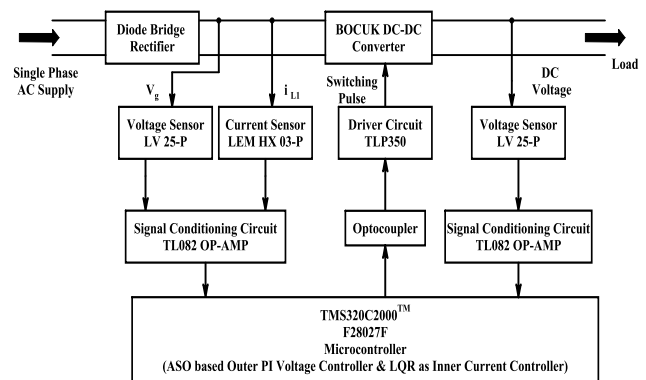 Diode Bridge
Rectifier
BOCUK DC-DC
Converter
Single Phase
AC Supply
Load
Vg
iL1
Switching
Pulse
DC
Voltage
Voltage Sensor
LV 25-P
Current Sensor
LEM HX 03-P
Driver Circuit
TLP350
Voltage Sensor
LV 25-P
Signal Conditioning Circuit
TL082 OP-AMP
Optocoupler
Signal Conditioning Circuit
TL082 OP-AMP
TMS320C2000™
F28027F
Microcontroller
(ASO based Outer PI Voltage Controller & LQR as Inner Current Controller)